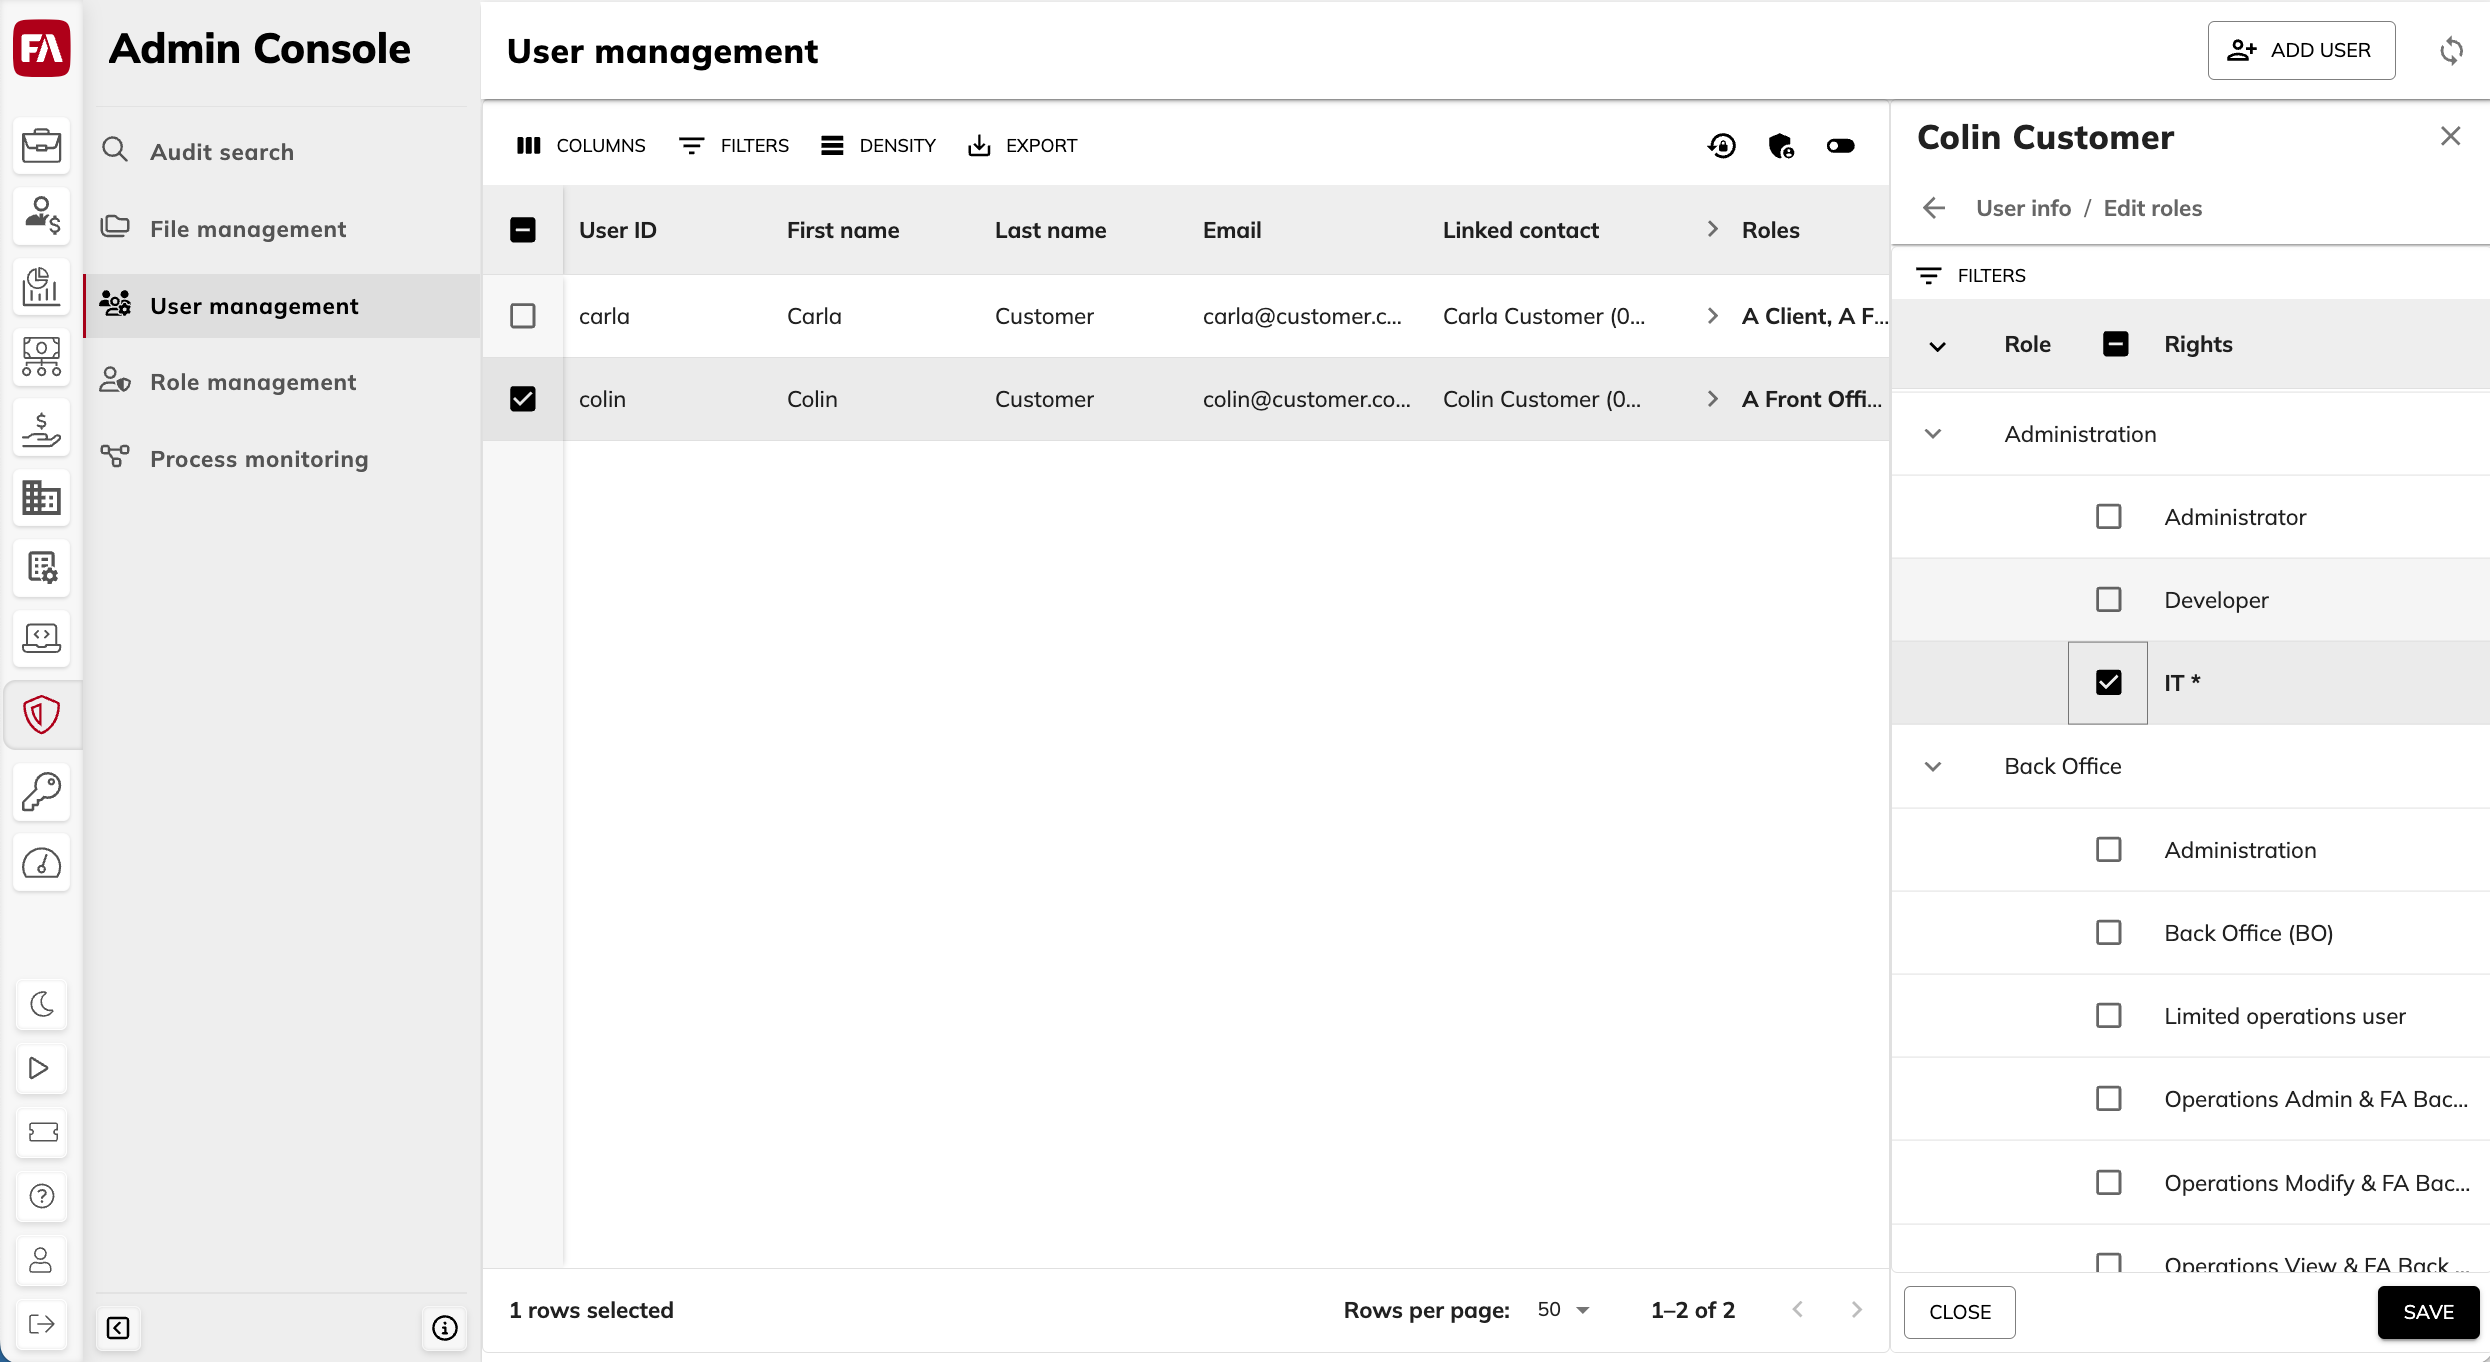 FA
Admin Console
Audit search
File management
User management
Role management
Process monitoring
User management
ADD USER
COLUMNS FILTERS DENSITY EXPORT
User ID First name Last name Email Linked contact Roles
carla Carla Customer carla@customer.c... Carla Customer (0... A Client, A F...
colin Colin Customer colin@customer.co... Colin Customer (0... A Front Offi...
1 rows selected
Rows per page: 50 1–2 of 2
Colin Customer
User info / Edit roles
FILTERS
Role Rights
Administration
Administrator
Developer
IT *
Back Office
Administration
Back Office (BO)
Limited operations user
Operations Admin & FA Bac...
Operations Modify & FA Bac...
Operations View & FA Back ...
CLOSE SAVE